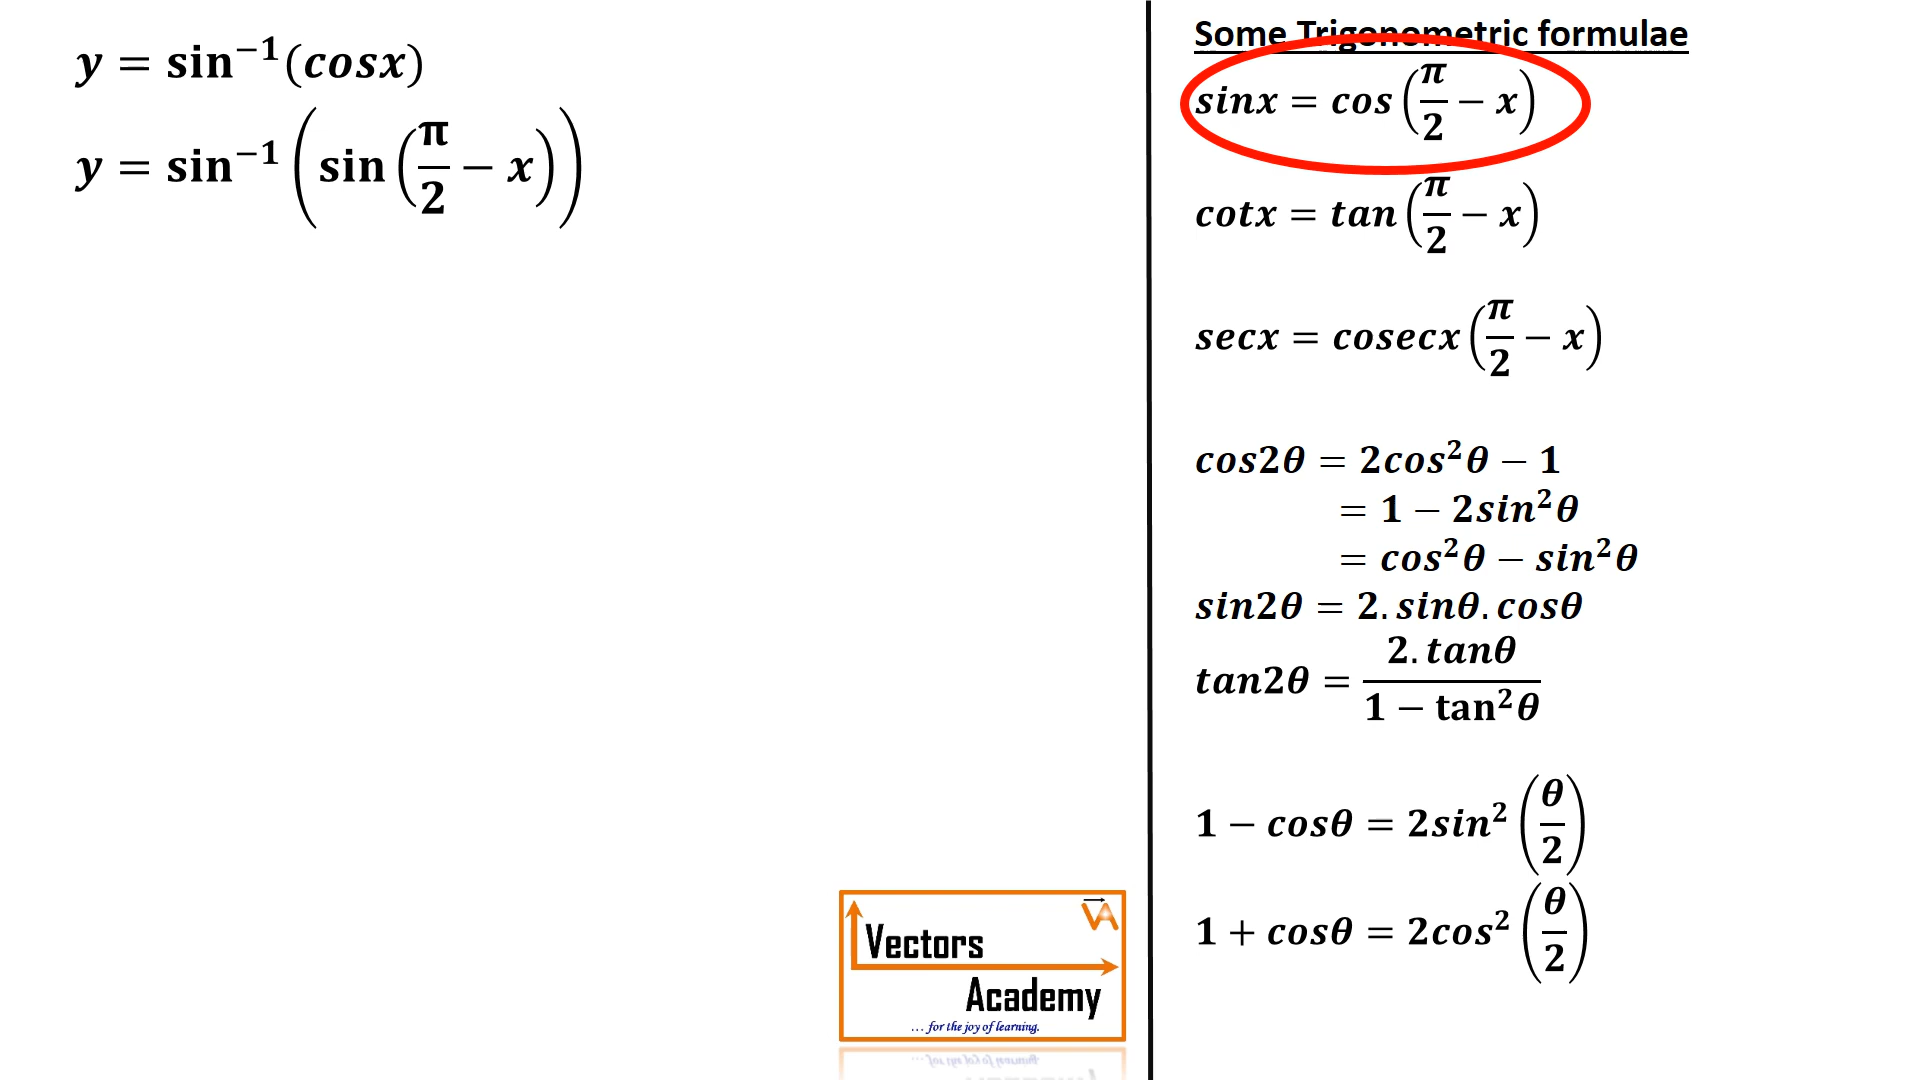 y = sin⁻¹(cosx)
y = sin⁻¹(sin(π/2 − x))
Some Trigonometric formulae
sinx = cos(π/2 − x)
cotx = tan(π/2 − x)
secx = cosecx(π/2 − x)
cos2θ = 2cos²θ − 1
= 1 − 2sin²θ
= cos²θ − sin²θ
sin2θ = 2.sinθ.cosθ
tan2θ = 2.tanθ/(1 − tan²θ)
1 − cosθ = 2sin²(θ/2)
1 + cosθ = 2cos²(θ/2)
VA
Vectors
Academy
... for the joy of learning.